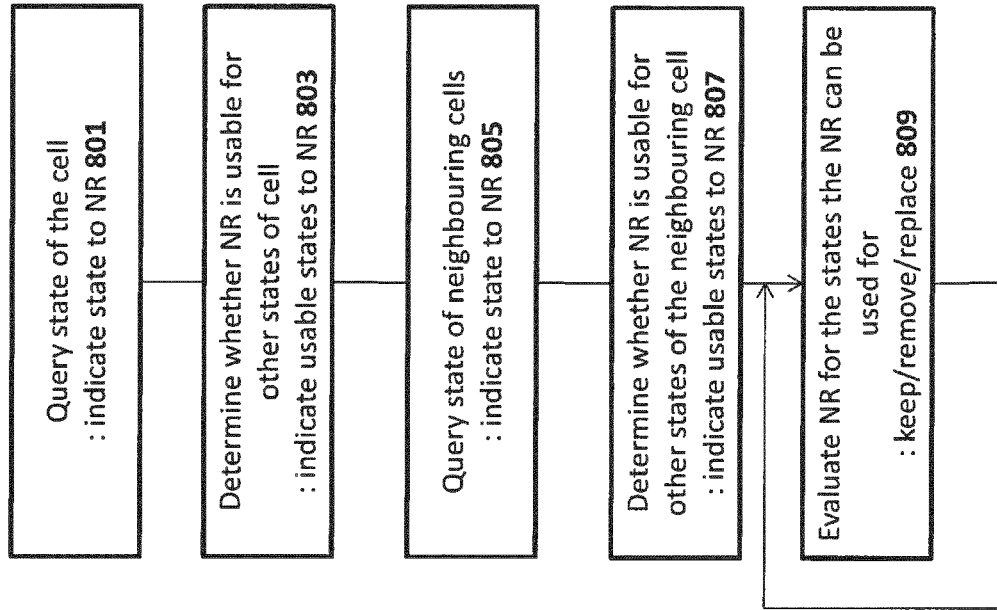 Query state of the cell
: indicate state to NR 801
Determine whether NR is usable for
other states of cell
: indicate usable states to NR 803
Query state of neighbouring cells
: indicate state to NR 805
Determine whether NR is usable for
other states of the neighbouring cell
: indicate usable states to NR 807
Evaluate NR for the states the NR can be
used for
: keep/remove/replace 809